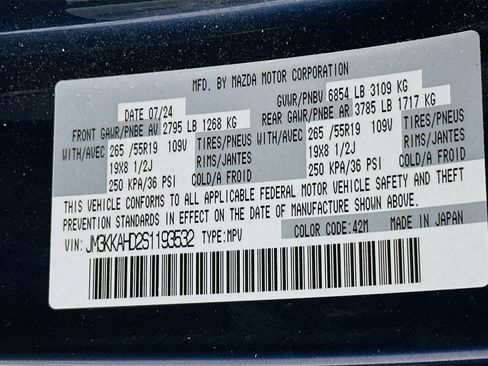 MFD. BY MAZDA MOTOR CORPORATION
DATE 07/24 GVWR/PNBV 6854 LB 3109 KG
FRONT GAWR/PNBE AV 2795 LB 1268 KG REAR GAWR/PNBE AR 3785 LB 1717 KG
WITH/AVEC 265 /55R19 109V TIRES/PNEUS WITH/AVEC 265 /55R19 109V TIRES/PNEUS
19X8 1/2J RIMS/JANTES 19X8 1/2J RIMS/JANTES
250 KPA/36 PSI COLD/A FROID 250 KPA/36 PSI COLD/A FROID
THIS VEHICLE CONFORMS TO ALL APPLICABLE FEDERAL MOTOR VEHICLE SAFETY AND THEFT
PREVENTION STANDARDS IN EFFECT ON THE DATE OF MANUFACTURE SHOWN ABOVE.
VIN: JM3KKAHD2S1193532 TYPE:MPV COLOR CODE:42M MADE IN JAPAN